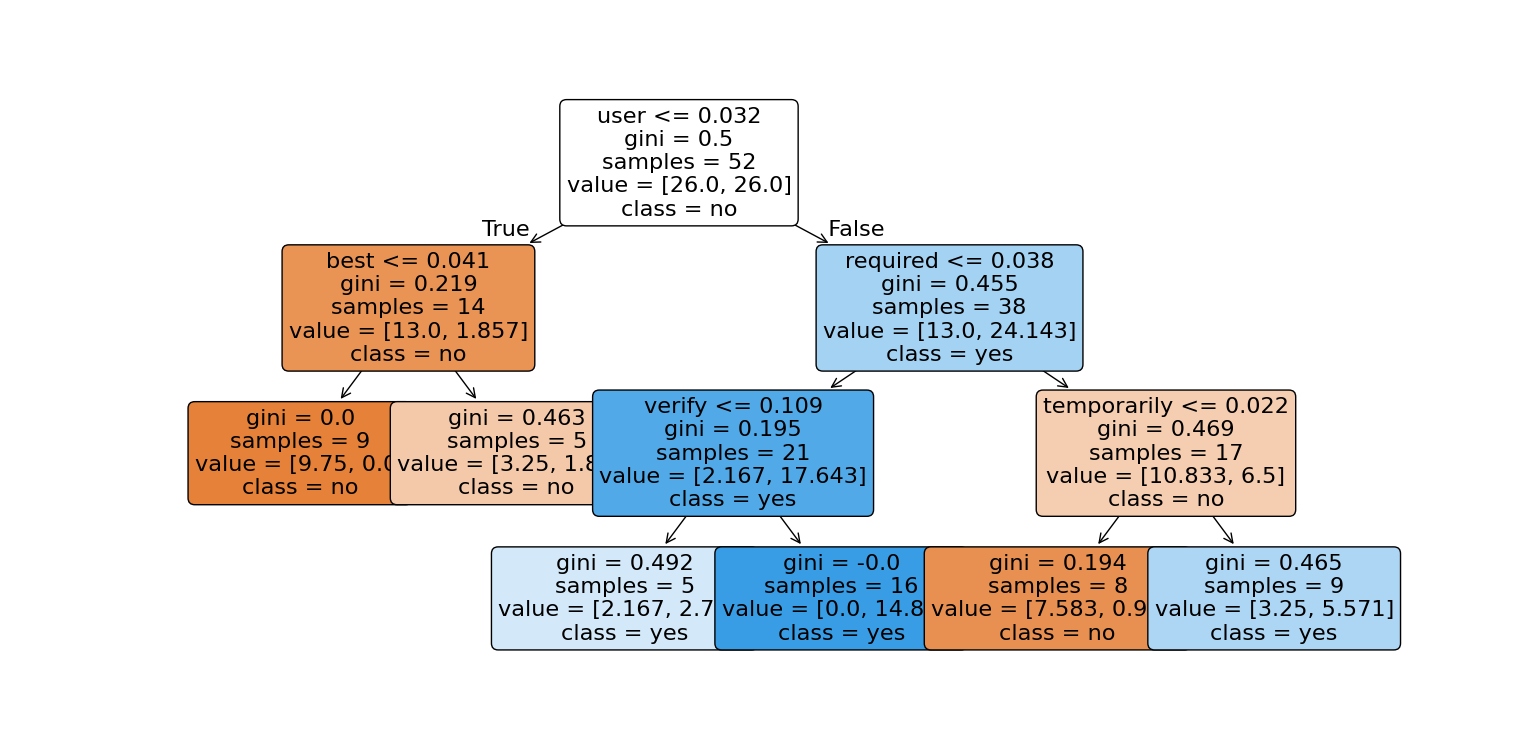 user <= 0.032
gini = 0.5
samples = 52
value = [26.0, 26.0]
class = no
True
False
best <= 0.041
gini = 0.219
samples = 14
value = [13.0, 1.857]
class = no
required <= 0.038
gini = 0.455
samples = 38
value = [13.0, 24.143]
class = yes
gini = 0.0
samples = 9
value = [9.75, 0.0
class = no
gini = 0.463
samples = 5
value = [3.25, 1.8
class = no
verify <= 0.109
gini = 0.195
samples = 21
value = [2.167, 17.643]
class = yes
temporarily <= 0.022
gini = 0.469
samples = 17
value = [10.833, 6.5]
class = no
gini = 0.492
samples = 5
value = [2.167, 2.7
class = yes
gini = -0.0
samples = 16
value = [0.0, 14.8
class = yes
gini = 0.194
samples = 8
value = [7.583, 0.9
class = no
gini = 0.465
samples = 9
value = [3.25, 5.571]
class = yes